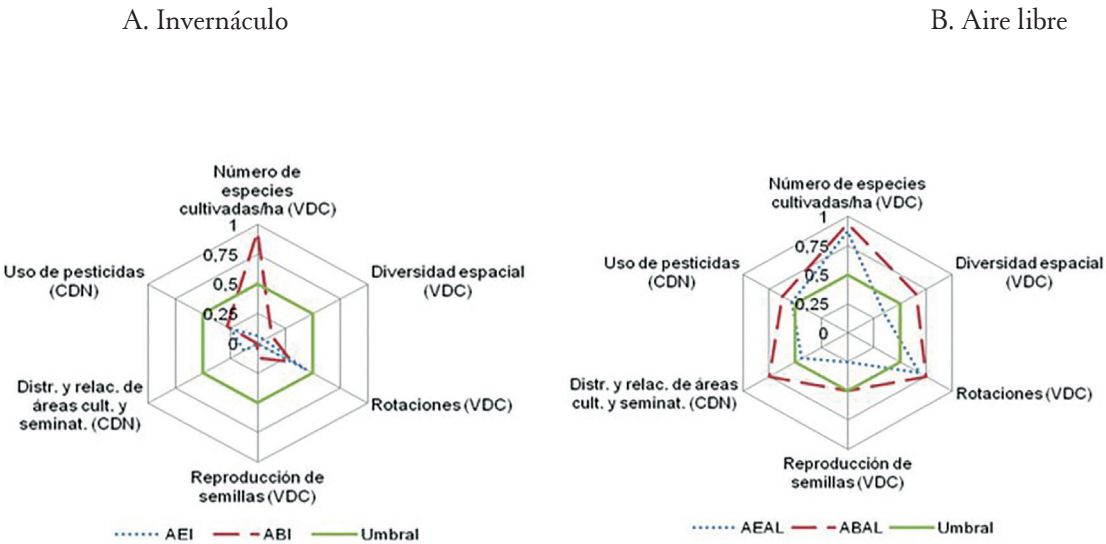 A. Invernáculo
B. Aire libre
Número de
especies
cultivadas/ha (VDC)
1
0,75
0,5
0,25
0
Diversidad espacial
(VDC)
Rotaciones (VDC)
Reproducción de
semillas (VDC)
Distr. y relac. de
áreas cult. y
seminat. (CDN)
Uso de pesticidas
(CDN)
AEI ABI Umbral
Número de especies
cultivadas/ha (VDC)
1
0,75
0,5
0,25
0
Diversidad espacial
(VDC)
Rotaciones (VDC)
Reproducción de
semillas (VDC)
Distr. y relac. de áreas
cult. y seminat. (CDN)
Uso de pesticidas
(CDN)
AEAL ABAL Umbral